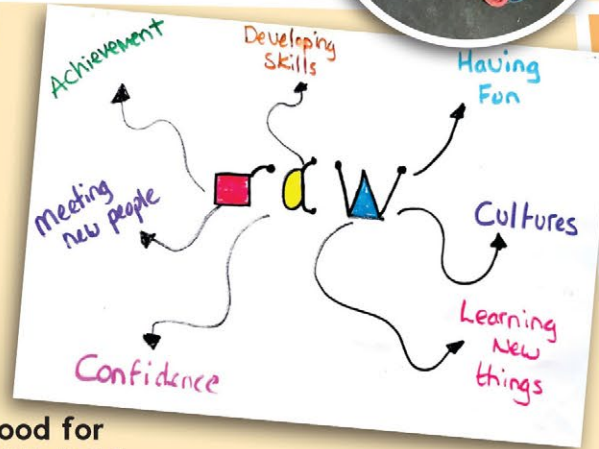 Achievement
Developing
Skills
Having
Fun
meeting
new people
raw
Cultures
Learning
New
things
Confidence
ood for